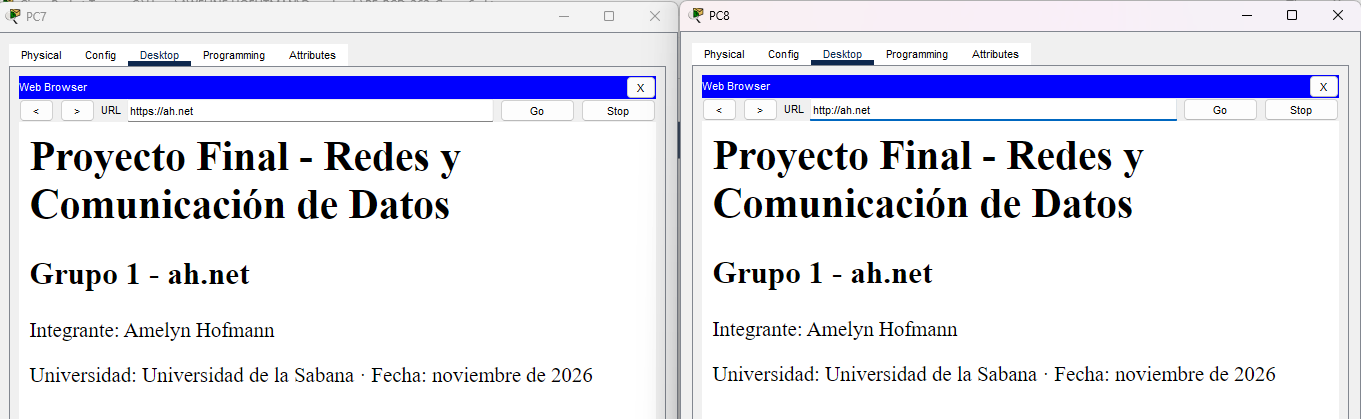 PC7
Physical Config Desktop Programming Attributes
Web Browser X
< > URL https://ah.net Go Stop
Proyecto Final - Redes y
Comunicación de Datos
Grupo 1 - ah.net
Integrante: Amelyn Hofmann
Universidad: Universidad de la Sabana · Fecha: noviembre de 2026
PC8
Physical Config Desktop Programming Attributes
Web Browser X
< > URL http://ah.net Go Stop
Proyecto Final - Redes y
Comunicación de Datos
Grupo 1 - ah.net
Integrante: Amelyn Hofmann
Universidad: Universidad de la Sabana · Fecha: noviembre de 2026